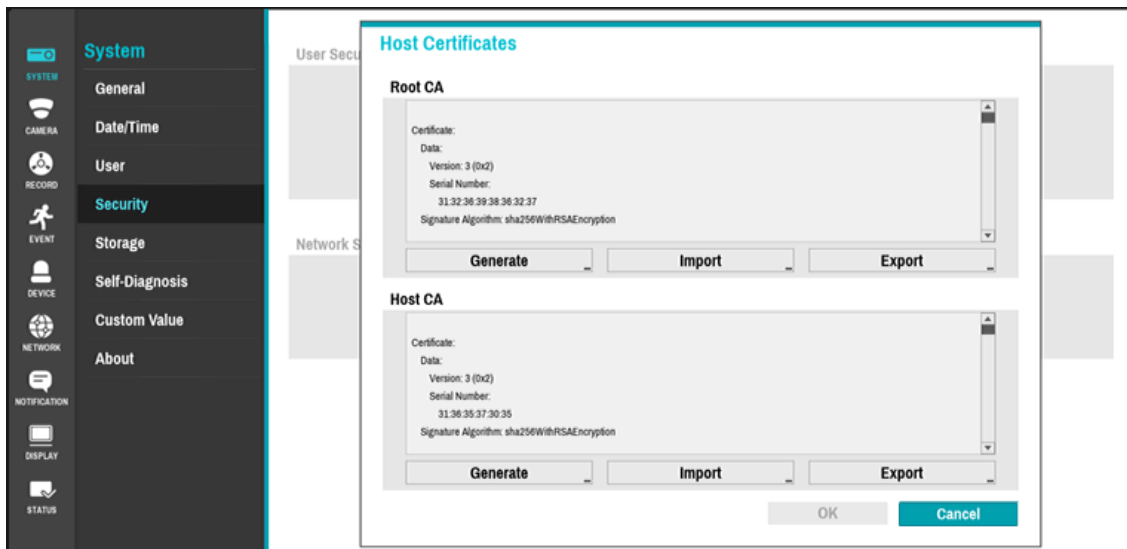 SYSTEM
CAMERA
RECORD
EVENT
DEVICE
NETWORK
NOTIFICATION
DISPLAY
STATUS
System
General
Date/Time
User
Security
Storage
Self-Diagnosis
Custom Value
About
User Secu
Network S
Host Certificates
Root CA
Certificate:
Data:
Version: 3 (0x2)
Serial Number:
31:32:36:39:38:36:32:37
Signature Algorithm: sha256WithRSAEncryption
Generate Import Export
Host CA
Certificate:
Data:
Version: 3 (0x2)
Serial Number:
31:36:35:37:30:35
Signature Algorithm: sha256WithRSAEncryption
Generate Import Export
OK Cancel